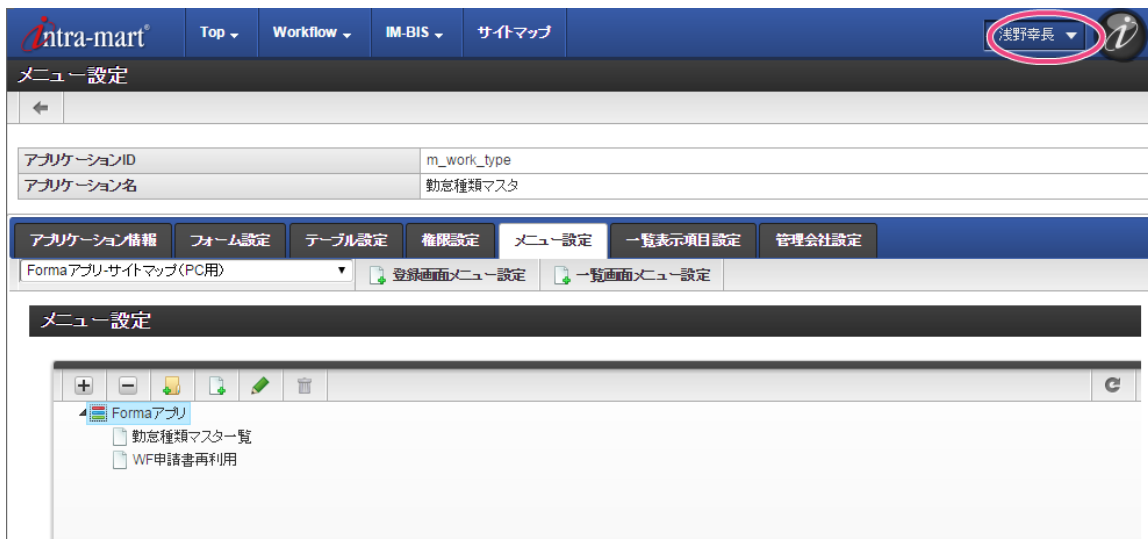 intra-mart® Top Workflow IM-BIS サイトマップ 浅野幸長
メニュー設定
アプリケーションID m_work_type
アプリケーション名 勤怠種類マスタ
アプリケーション情報 フォーム設定 テーブル設定 権限設定 メニュー設定 一覧表示項目設定 管理会社設定
Formaアプリ-サイトマップ(PC用) 登録画面メニュー設定 一覧画面メニュー設定
メニュー設定
Formaアプリ
勤怠種類マスター覧
WF申請書再利用